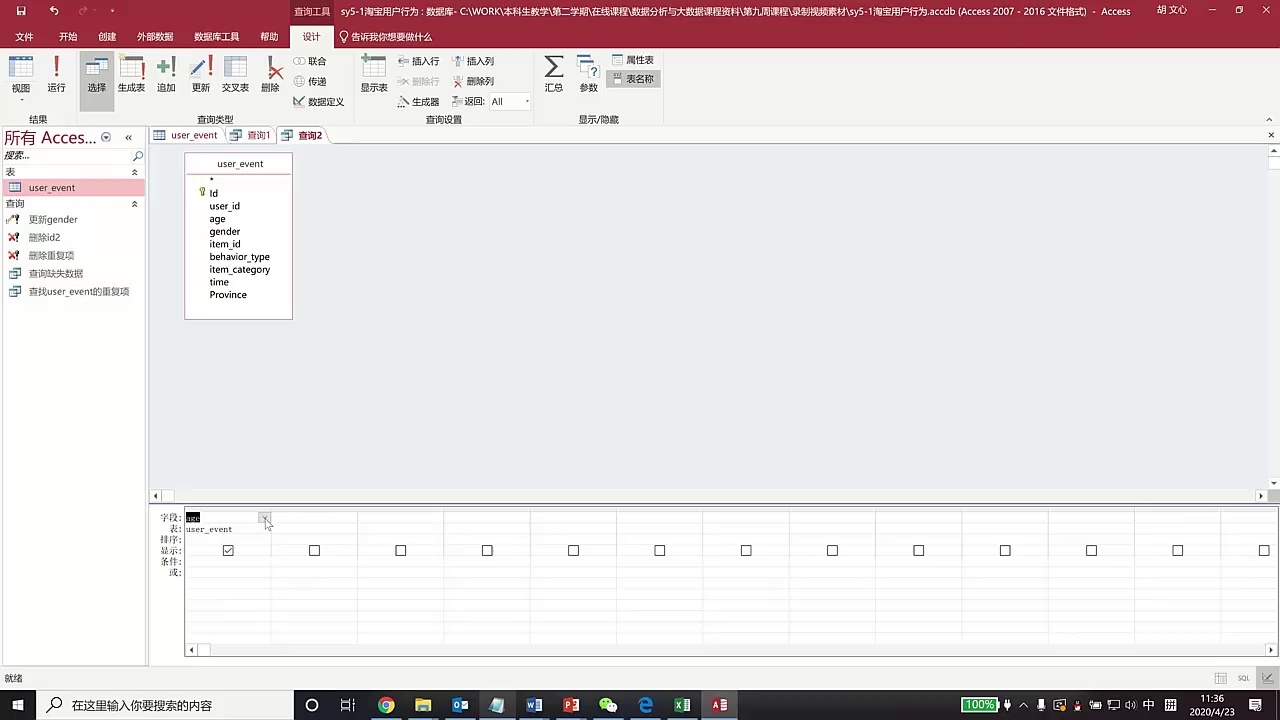 查询工具
sy5-1淘宝用户行为 : 数据库- C:\WORK\本科生教学\第二学期\在线课程\数据分析与大数据课程资料\第九周课程\录制视频素材\sy5-1淘宝用户行为.accdb (Access 2007 - 2016 文件格式) - Access
胡 文心
文件 开始 创建 外部数据 数据库工具 帮助 设计 告诉我你想要做什么
视图 运行 选择 生成表 追加 更新 交叉表 删除 联合 传递 数据定义 显示表 插入行 删除行 生成器 插入列 删除列 返回: All 汇总 参数 属性表 表名称
结果 查询类型 查询设置 显示/隐藏
所有 Acces...
搜索...
表
user_event
查询
更新gender
删除id2
删除重复项
查询缺失数据
查找user_event的重复项
user_event 查询1 查询2
user_event
*
Id
user_id
age
gender
item_id
behavior_type
item_category
time
Province
字段: age
表: user_event
排序:
显示:
条件:
或:
就绪
SQL
在这里输入你要搜索的内容
100%
中
11:36
2020/4/23